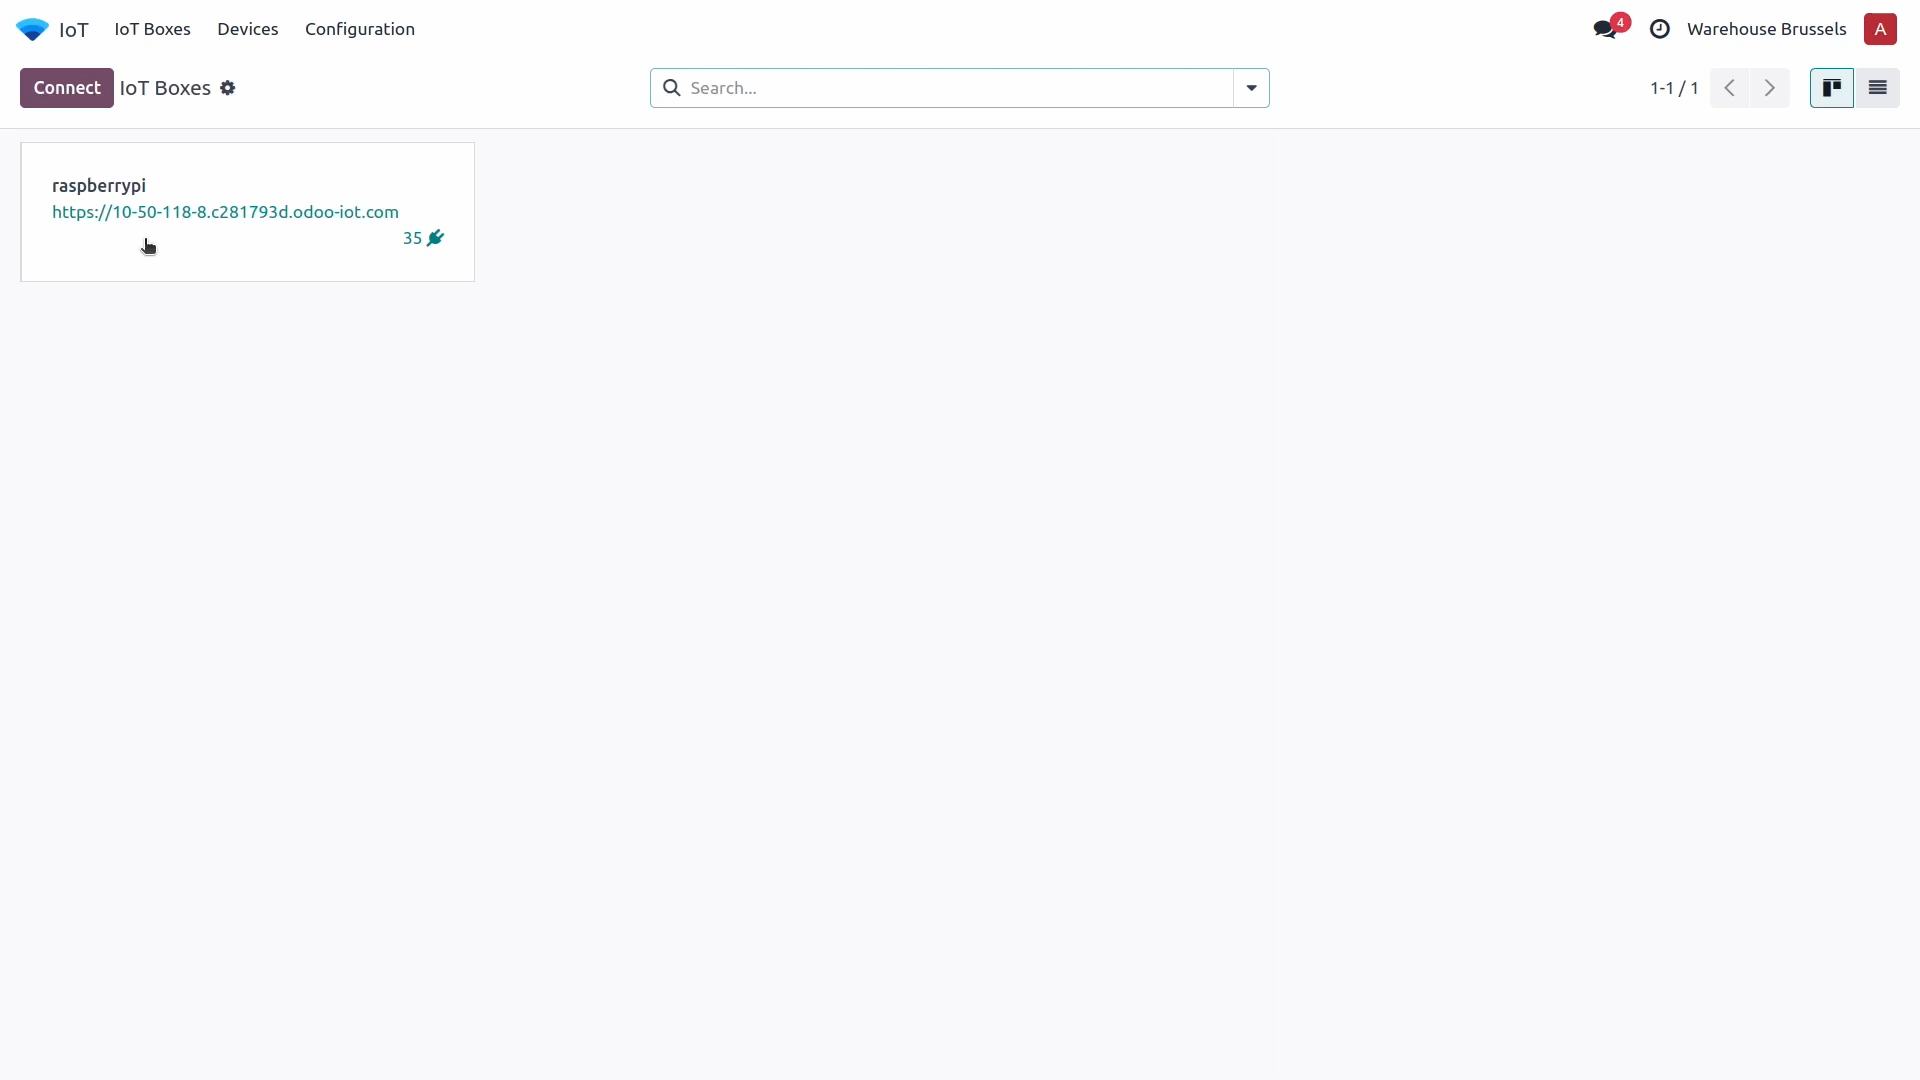 IoT IoT Boxes Devices Configuration 4 Warehouse Brussels A
Connect IoT Boxes Search... 1-1 / 1
raspberrypi
https://10-50-118-8.c281793d.odoo-iot.com
35